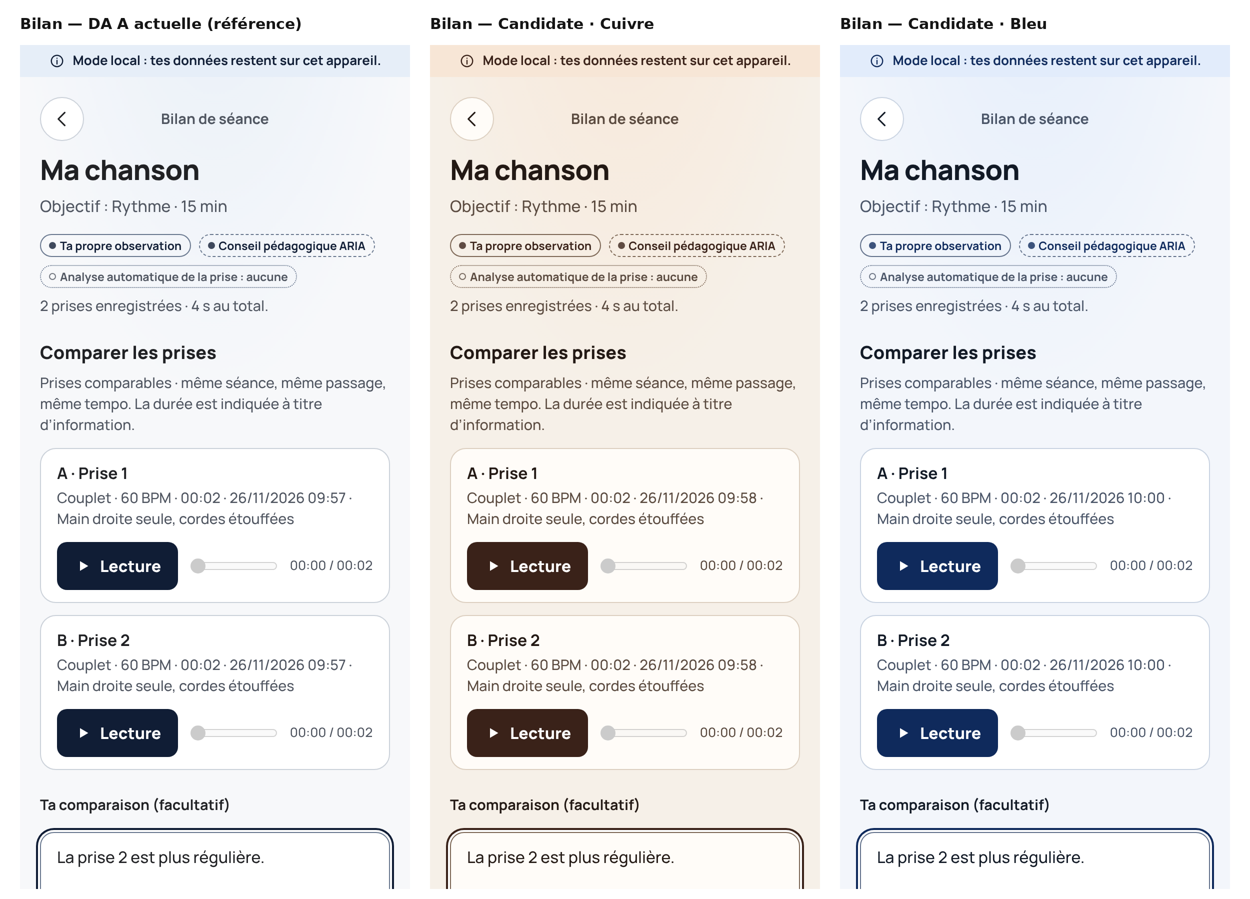 Bilan — DA A actuelle (référence)
Mode local : tes données restent sur cet appareil.
Bilan de séance
Ma chanson
Objectif : Rythme · 15 min
Ta propre observation
Conseil pédagogique ARIA
Analyse automatique de la prise : aucune
2 prises enregistrées · 4 s au total.
Comparer les prises
Prises comparables · même séance, même passage,
même tempo. La durée est indiquée à titre
d’information.
A · Prise 1
Couplet · 60 BPM · 00:02 · 26/11/2026 09:57 ·
Main droite seule, cordes étouffées
Lecture
00:00 / 00:02
B · Prise 2
Couplet · 60 BPM · 00:02 · 26/11/2026 09:57 ·
Main droite seule, cordes étouffées
Lecture
00:00 / 00:02
Ta comparaison (facultatif)
La prise 2 est plus régulière.
Bilan — Candidate · Cuivre
Mode local : tes données restent sur cet appareil.
Bilan de séance
Ma chanson
Objectif : Rythme · 15 min
Ta propre observation
Conseil pédagogique ARIA
Analyse automatique de la prise : aucune
2 prises enregistrées · 4 s au total.
Comparer les prises
Prises comparables · même séance, même passage,
même tempo. La durée est indiquée à titre
d’information.
A · Prise 1
Couplet · 60 BPM · 00:02 · 26/11/2026 09:58 ·
Main droite seule, cordes étouffées
Lecture
00:00 / 00:02
B · Prise 2
Couplet · 60 BPM · 00:02 · 26/11/2026 09:58 ·
Main droite seule, cordes étouffées
Lecture
00:00 / 00:02
Ta comparaison (facultatif)
La prise 2 est plus régulière.
Bilan — Candidate · Bleu
Mode local : tes données restent sur cet appareil.
Bilan de séance
Ma chanson
Objectif : Rythme · 15 min
Ta propre observation
Conseil pédagogique ARIA
Analyse automatique de la prise : aucune
2 prises enregistrées · 4 s au total.
Comparer les prises
Prises comparables · même séance, même passage,
même tempo. La durée est indiquée à titre
d’information.
A · Prise 1
Couplet · 60 BPM · 00:02 · 26/11/2026 10:00 ·
Main droite seule, cordes étouffées
Lecture
00:00 / 00:02
B · Prise 2
Couplet · 60 BPM · 00:02 · 26/11/2026 10:00 ·
Main droite seule, cordes étouffées
Lecture
00:00 / 00:02
Ta comparaison (facultatif)
La prise 2 est plus régulière.